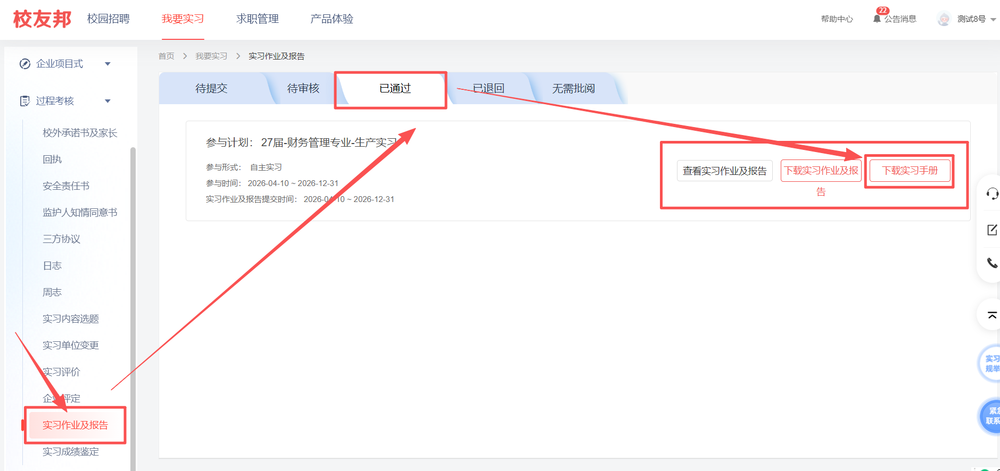 校友邦 校园招聘 我要实习 求职管理 产品体验 帮助中心 22 公告消息 测试8号
企业项目式
过程考核
校外承诺书及家长
回执
安全责任书
监护人知情同意书
三方协议
日志
周志
实习内容选题
实习单位变更
实习评价
企业评定
实习作业及报告
实习成绩鉴定
首页 > 我要实习 > 实习作业及报告
待提交 待审核 已通过 已退回 无需批阅
参与计划： 27届-财务管理专业-生产实习
参与形式： 自主实习
参与时间： 2026-04-10 ~ 2026-12-31
实习作业及报告提交时间： 2026-04-10 ~ 2026-12-31
查看实习作业及报告 下载实习作业及报告 下载实习手册
实习
规举
紧急
联系